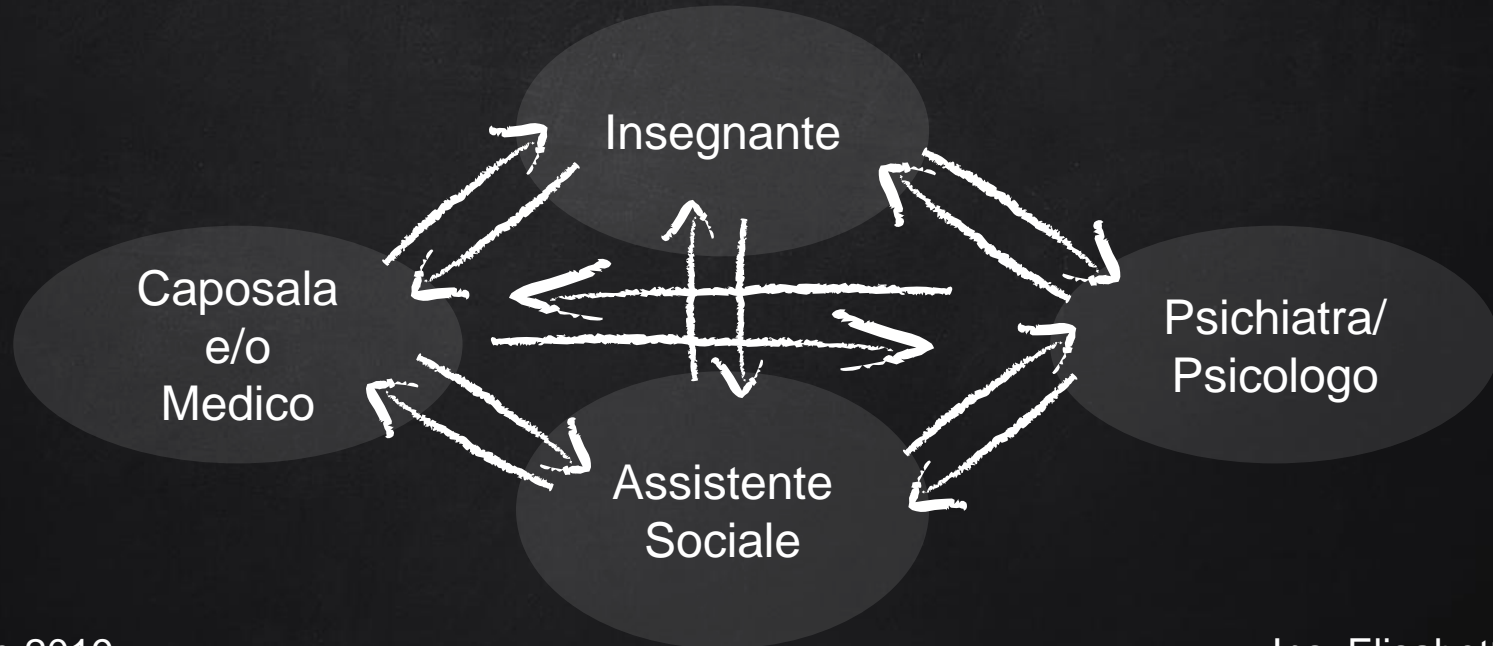 Insegnante
Caposala
e/o
Medico
Psichiatra/
Psicologo
Assistente
Sociale